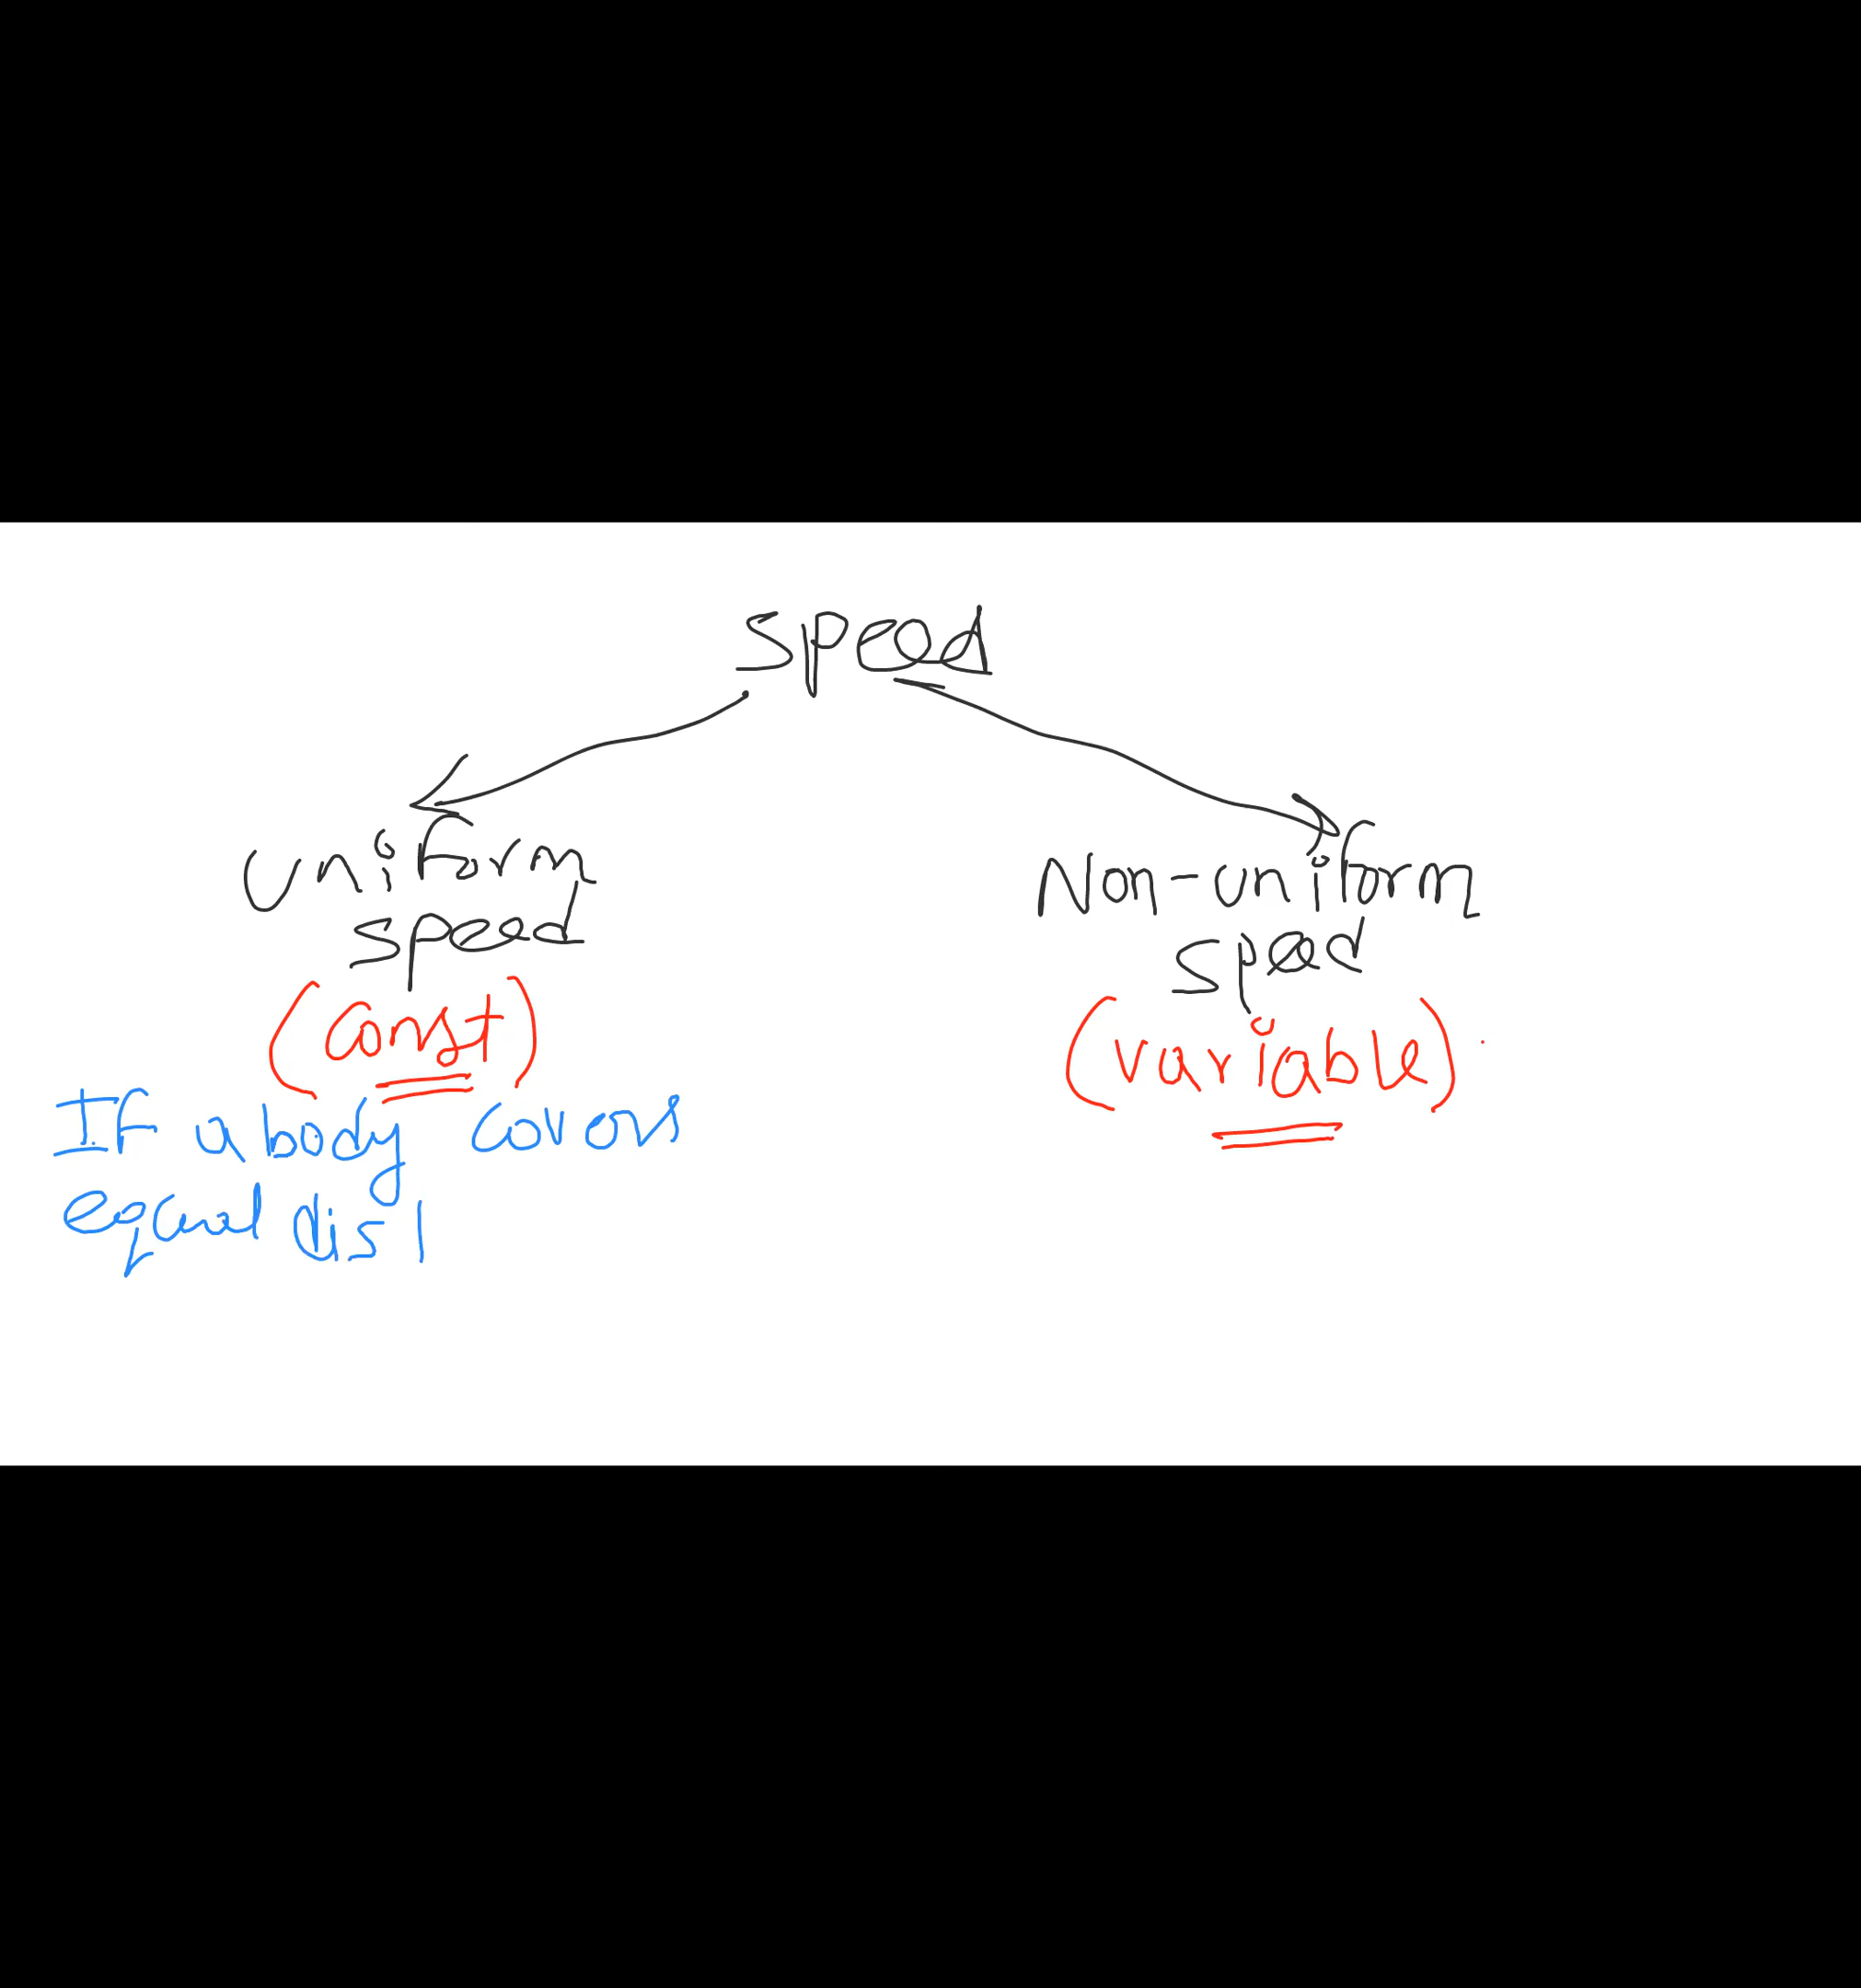 Speed
Uniform
speed
Non-uniform
Speed
(Const)
(Variable)
If a body covers
equal dis